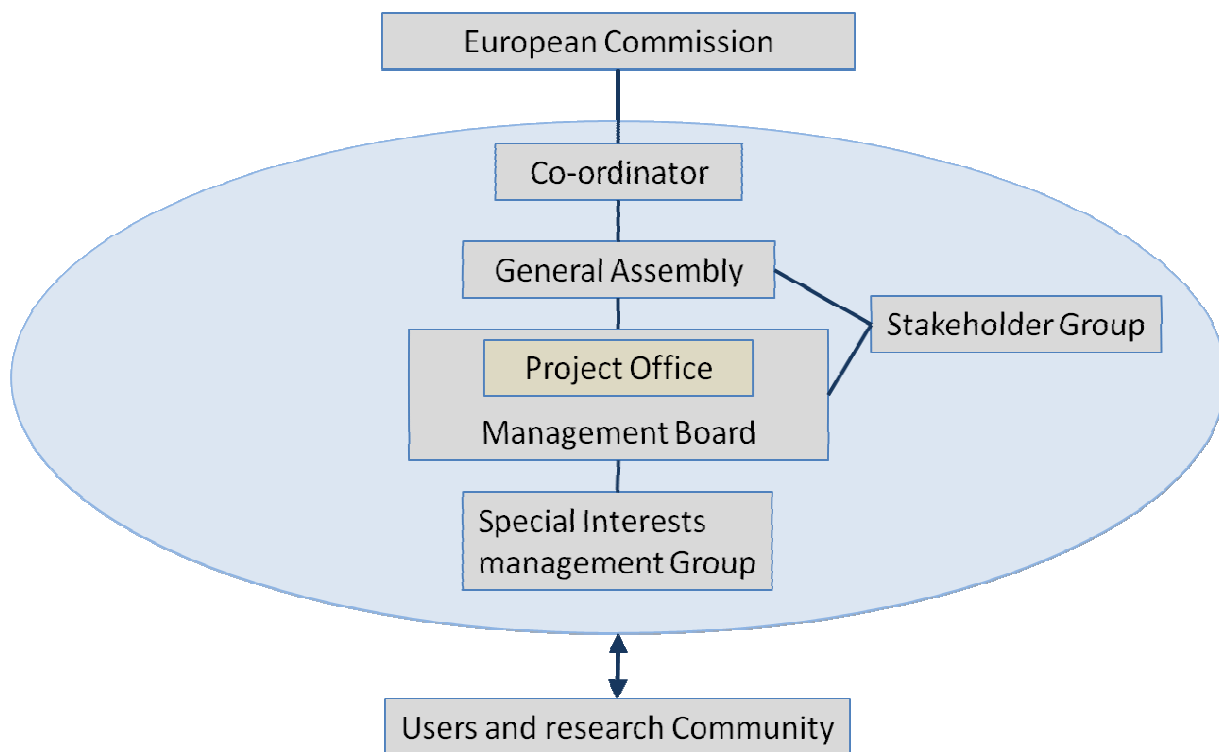 European Commission
Co-ordinator
General Assembly
Stakeholder Group
Project Office
Management Board
Special Interests
management Group
Users and research Community